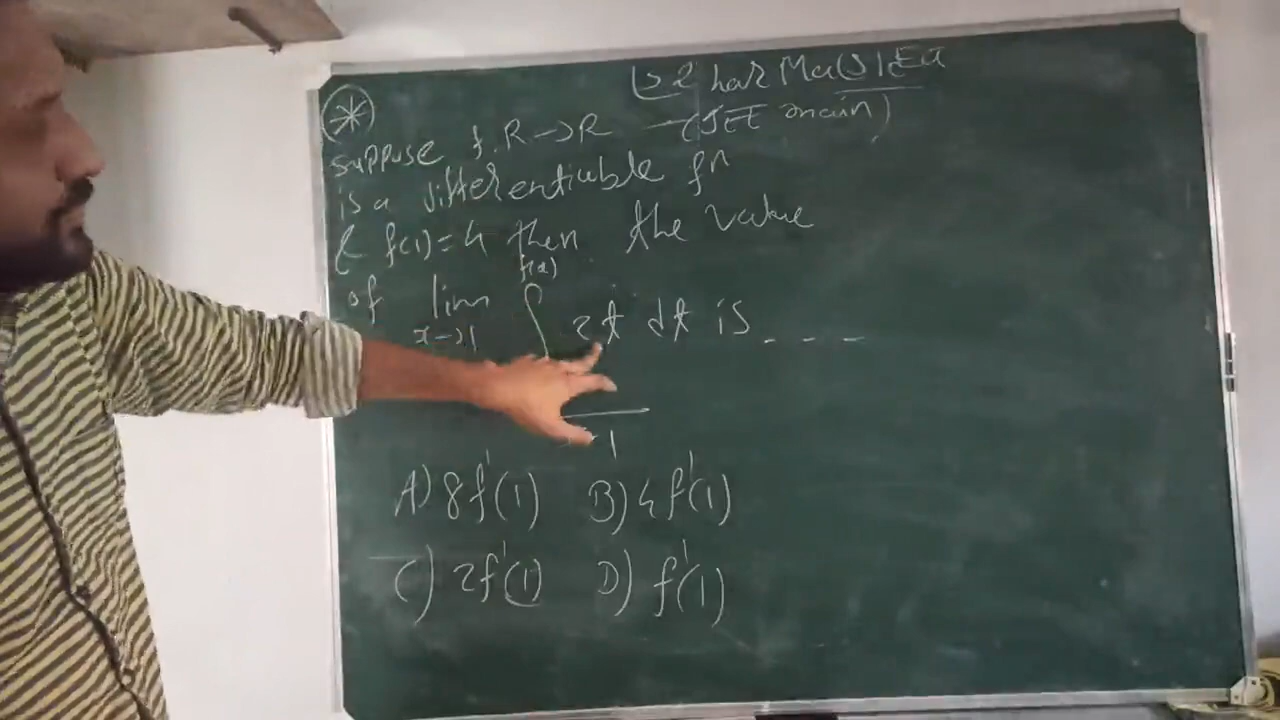 (JEE main)
suppose f: R→R
is a differentiable fn
& f(1)=4 then the value
of lim ∫ 2t dt is - - - -
f(x)
x→1
-1
A) 8f'(1) B) 4f'(1)
C) 2f'(1) D) f'(1)